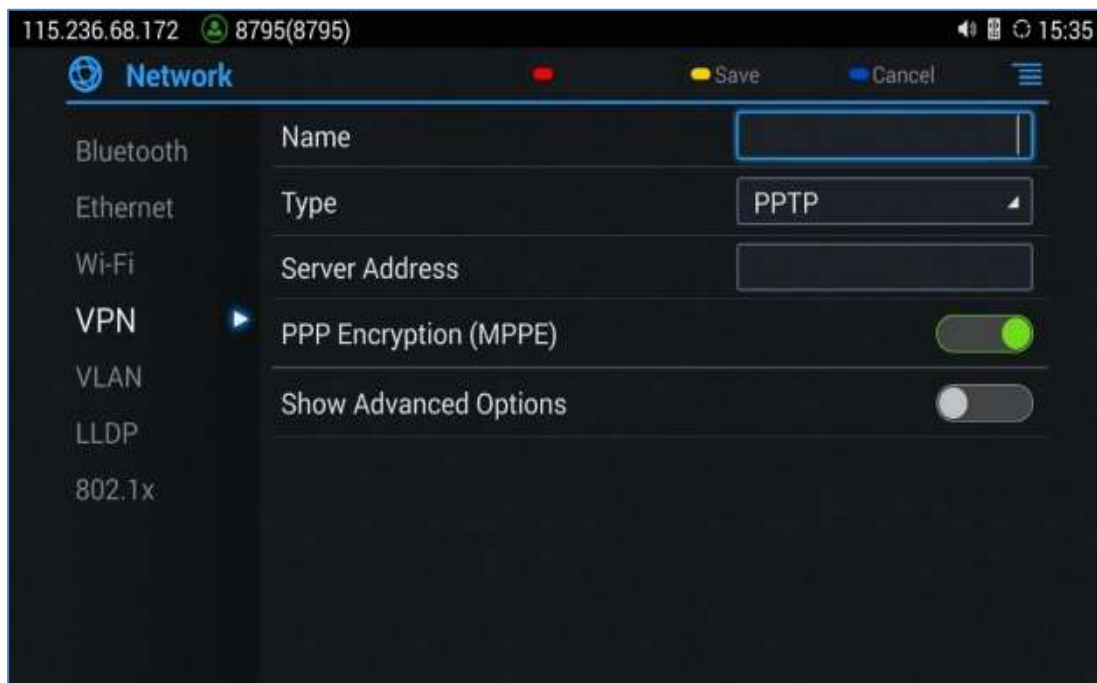 115.236.68.172 8795(8795) 15:35
Network Save Cancel
Bluetooth
Ethernet
Wi-Fi
VPN
VLAN
LLDP
802.1x
Name
Type PPTP
Server Address
PPP Encryption (MPPE)
Show Advanced Options